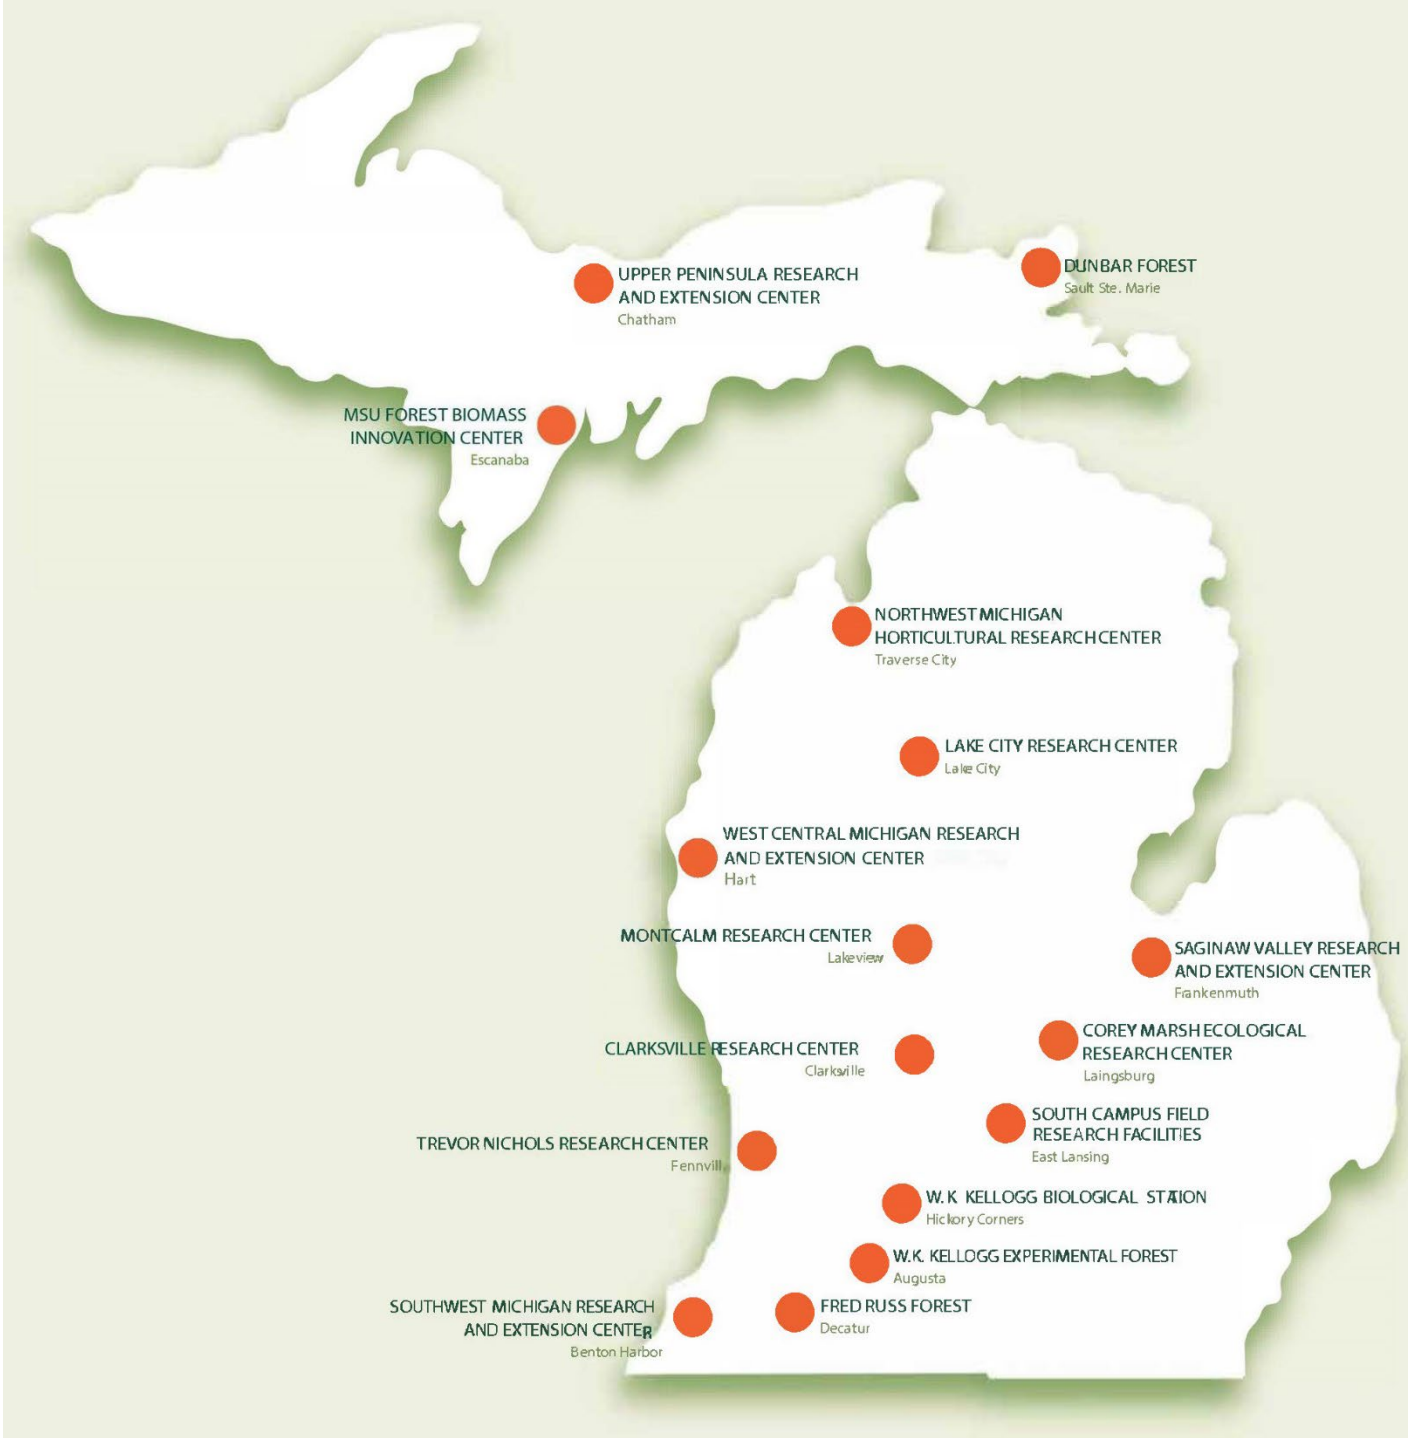 UPPER PENINSULA RESEARCH
AND EXTENSION CENTER
Chatham
DUNBAR FOREST
Sault Ste. Marie
MSU FOREST BIOMASS
INNOVATION CENTER
Escanaba
NORTHWEST MICHIGAN
HORTICULTURAL RESEARCH CENTER
Traverse City
LAKE CITY RESEARCH CENTER
Lake City
WEST CENTRAL MICHIGAN RESEARCH
AND EXTENSION CENTER
Hart
MONTCALM RESEARCH CENTER
Lakeview
SAGINAW VALLEY RESEARCH
AND EXTENSION CENTER
Frankenmuth
COREY MARSH ECOLOGICAL
RESEARCH CENTER
Laingsburg
CLARKSVILLE RESEARCH CENTER
Clarksville
SOUTH CAMPUS FIELD
RESEARCH FACILITIES
East Lansing
TREVOR NICHOLS RESEARCH CENTER
Fennvill
W. K KELLOGG BIOLOGICAL STATION
Hickory Corners
W.K. KELLOGG EXPERIMENTAL FOREST
Augusta
SOUTHWEST MICHIGAN RESEARCH
AND EXTENSION CENTER
Benton Harbor
FRED RUSS FOREST
Decatur